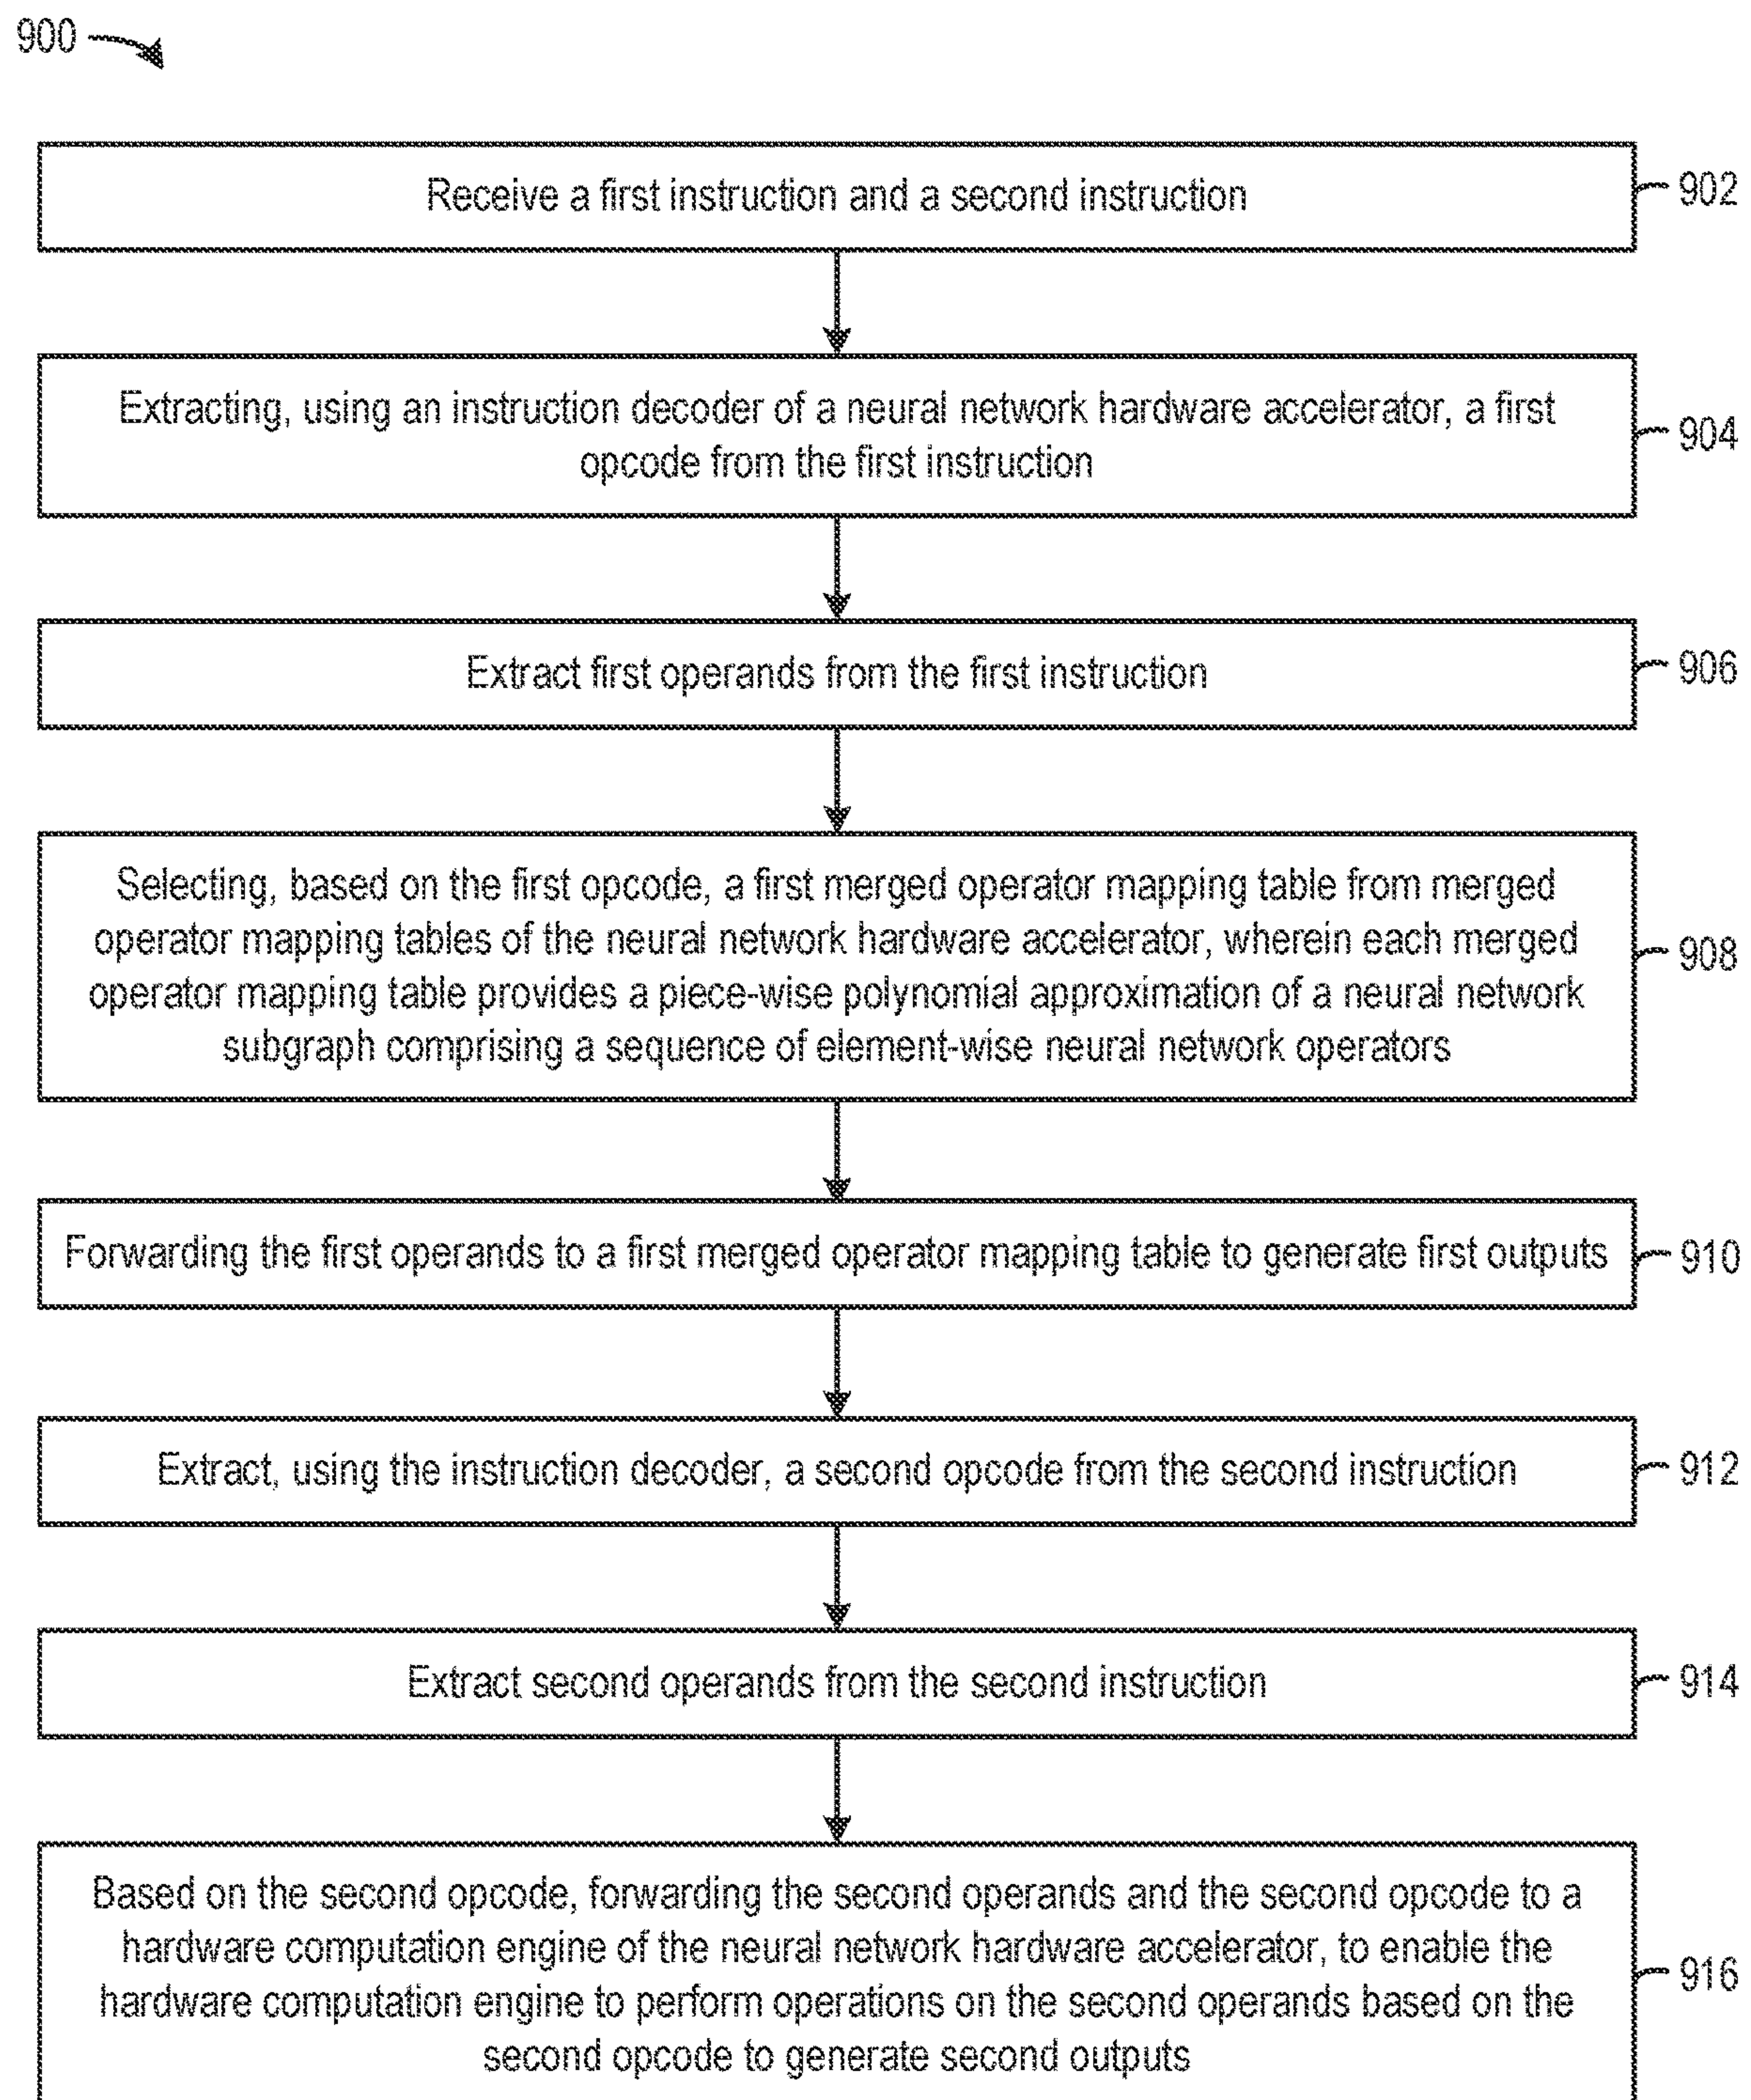 900
Receive a first instruction and a second instruction
902
Extracting, using an instruction decoder of a neural network hardware accelerator, a first
opcode from the first instruction
904
Extract first operands from the first instruction
906
Selecting, based on the first opcode, a first merged operator mapping table from merged
operator mapping tables of the neural network hardware accelerator, wherein each merged
operator mapping table provides a piece-wise polynomial approximation of a neural network
subgraph comprising a sequence of element-wise neural network operators
908
Forwarding the first operands to a first merged operator mapping table to generate first outputs
910
Extract, using the instruction decoder, a second opcode from the second instruction
912
Extract second operands from the second instruction
914
Based on the second opcode, forwarding the second operands and the second opcode to a
hardware computation engine of the neural network hardware accelerator, to enable the
hardware computation engine to perform operations on the second operands based on the
second opcode to generate second outputs
916